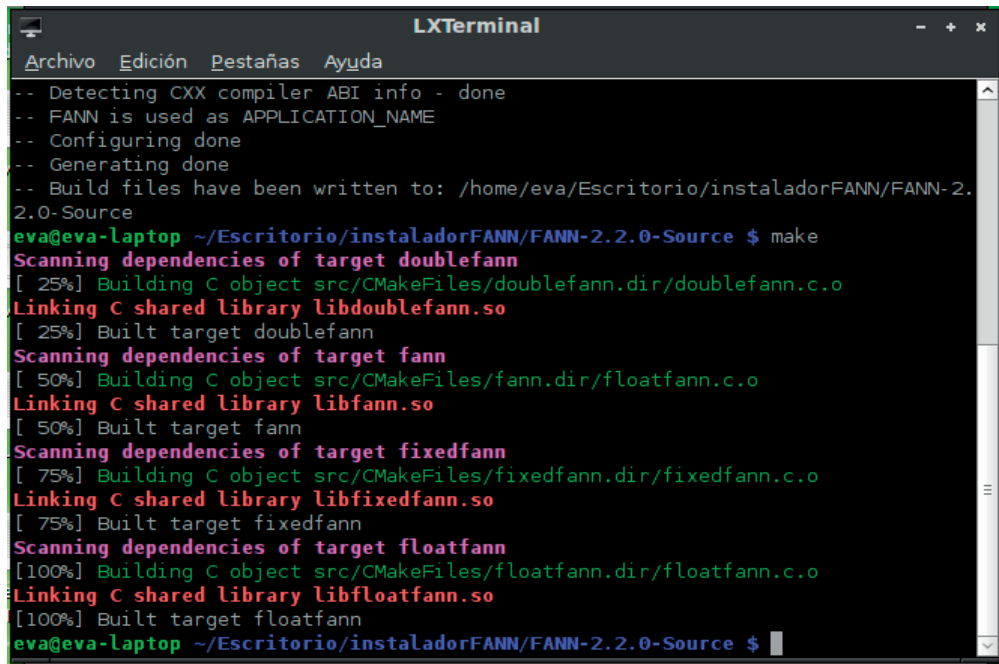 LXTerminal
Archivo Edición Pestañas Ayuda
-- Detecting CXX compiler ABI info - done
-- FANN is used as APPLICATION_NAME
-- Configuring done
-- Generating done
-- Build files have been written to: /home/eva/Escritorio/instaladorFANN/FANN-2.
2.0-Source
eva@eva-laptop ~/Escritorio/instaladorFANN/FANN-2.2.0-Source $ make
Scanning dependencies of target doublefann
[ 25%] Building C object src/CMakeFiles/doublefann.dir/doublefann.c.o
Linking C shared library libdoublefann.so
[ 25%] Built target doublefann
Scanning dependencies of target fann
[ 50%] Building C object src/CMakeFiles/fann.dir/floatfann.c.o
Linking C shared library libfann.so
[ 50%] Built target fann
Scanning dependencies of target fixedfann
[ 75%] Building C object src/CMakeFiles/fixedfann.dir/fixedfann.c.o
Linking C shared library libfixedfann.so
[ 75%] Built target fixedfann
Scanning dependencies of target floatfann
[100%] Building C object src/CMakeFiles/floatfann.dir/floatfann.c.o
Linking C shared library libfloatfann.so
[100%] Built target floatfann
eva@eva-laptop ~/Escritorio/instaladorFANN/FANN-2.2.0-Source $